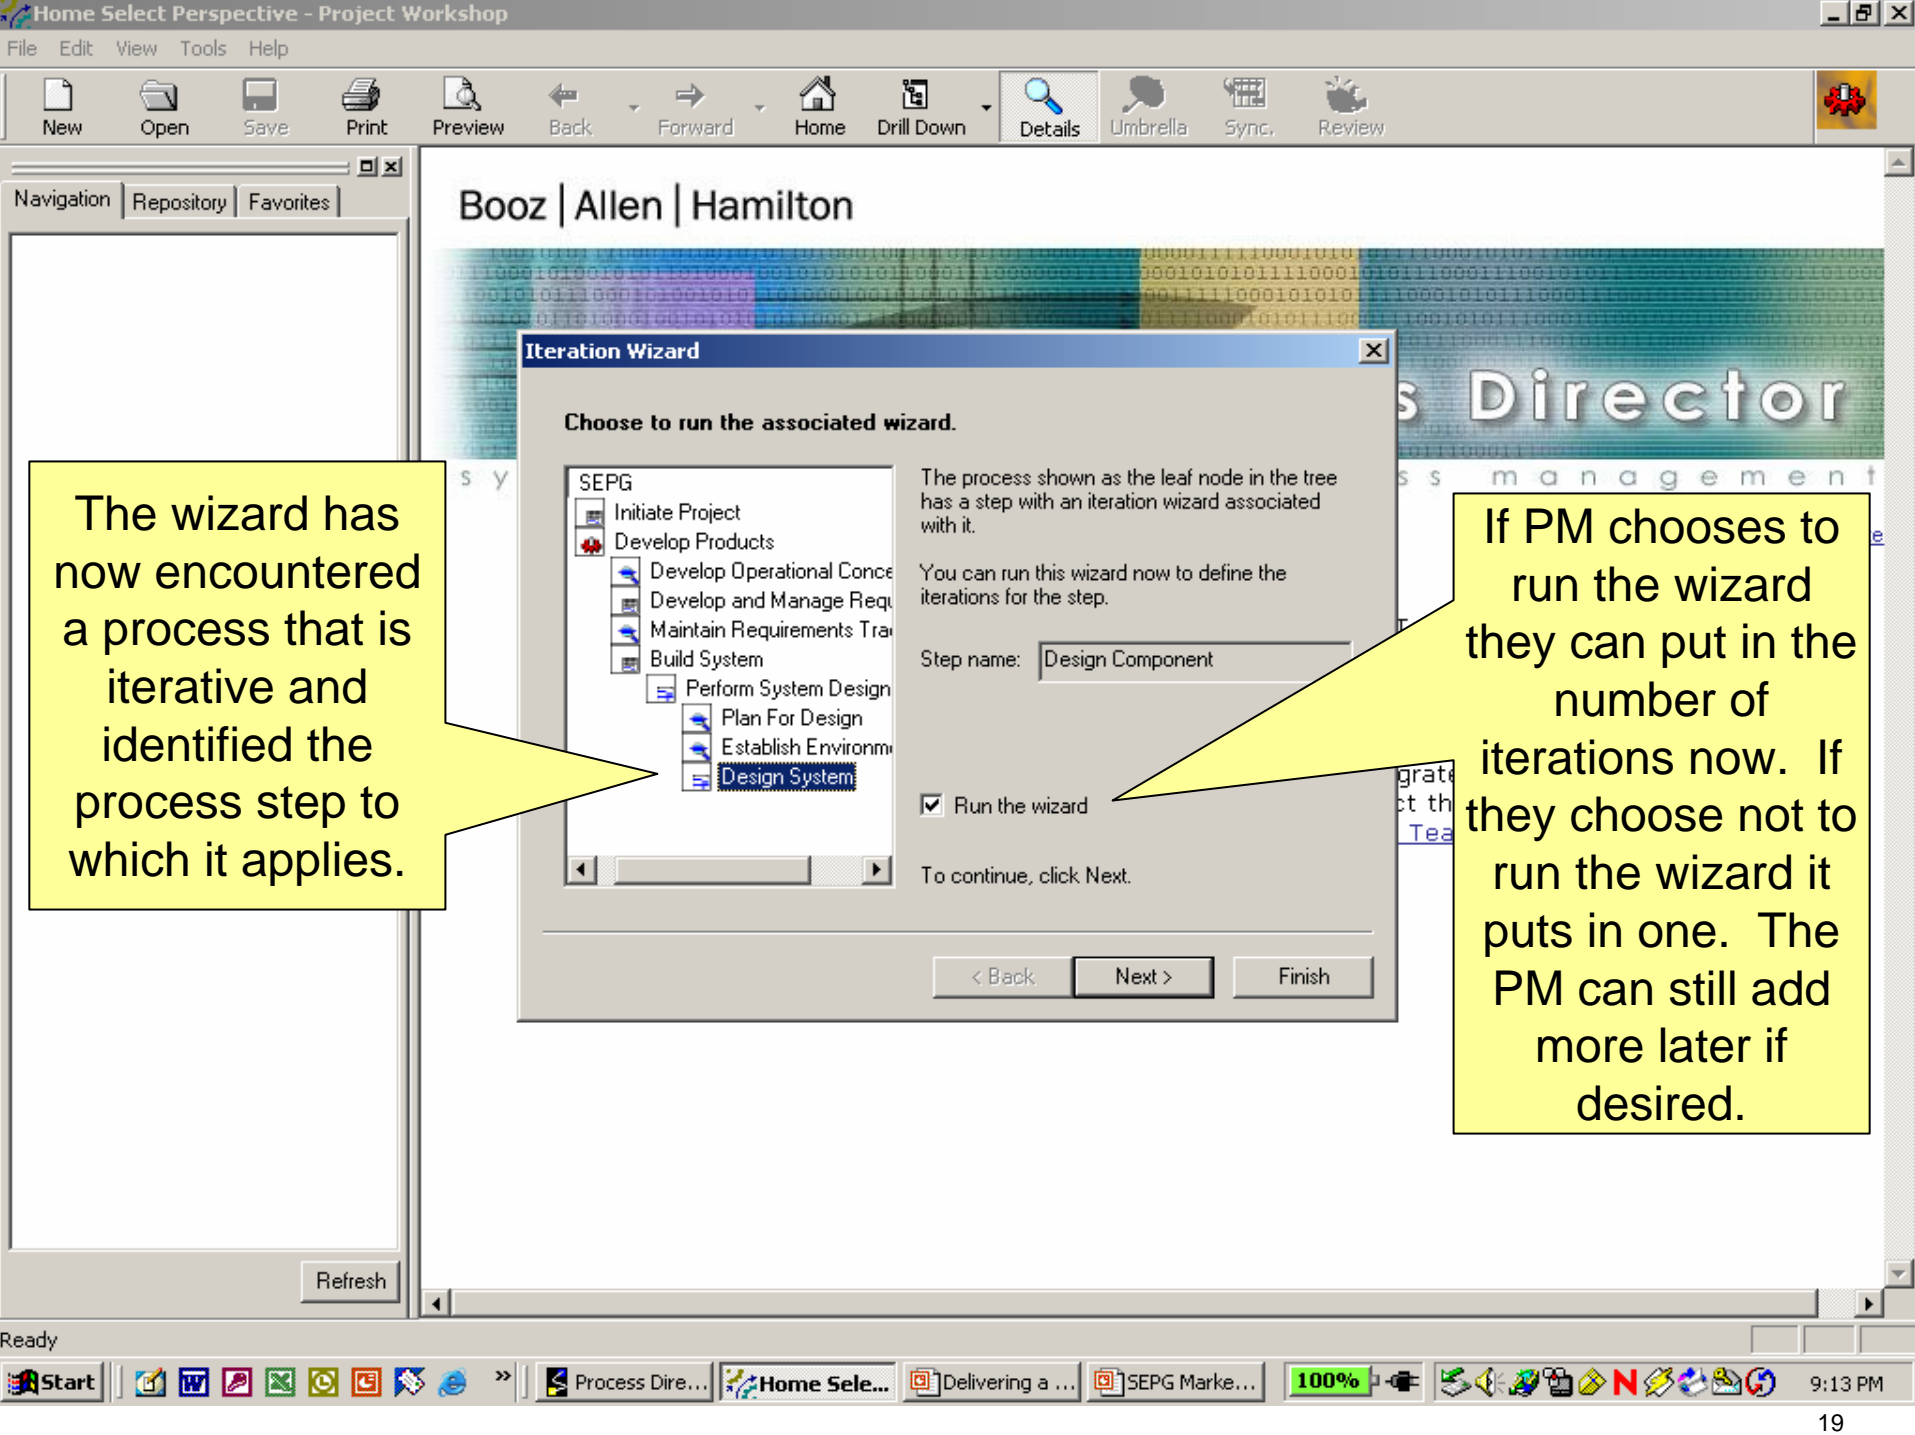 Home Select Perspective - Project Workshop
File Edit View Tools Help
New Open Save Print Preview Back Forward Home Drill Down Details Umbrella Sync. Review
Navigation Repository Favorites
Booz | Allen | Hamilton
s Director
s y
s s management
Iteration Wizard
Choose to run the associated wizard.
SEPG
Initiate Project
Develop Products
Develop Operational Conce
Develop and Manage Requ
Maintain Requirements Tra
Build System
Perform System Design
Plan For Design
Establish Environm
Design System
The process shown as the leaf node in the tree
has a step with an iteration wizard associated
with it.
You can run this wizard now to define the
iterations for the step.
Step name: Design Component
Run the wizard
To continue, click Next.
< Back Next > Finish
The wizard has
now encountered
a process that is
iterative and
identified the
process step to
which it applies.
If PM chooses to
run the wizard
they can put in the
number of
iterations now. If
they choose not to
run the wizard it
puts in one. The
PM can still add
more later if
desired.
grate
ct th
Tea
Refresh
Ready
Start » Process Dire... Home Sele... Delivering a ... SEPG Marke... 100% 9:13 PM
19